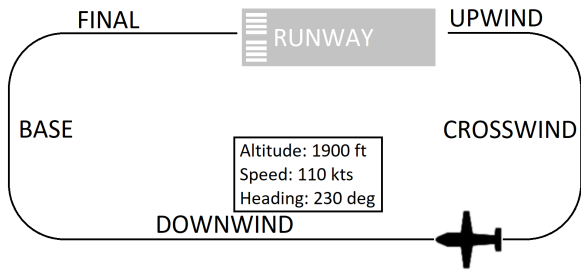 FINAL
UPWIND
RUNWAY
BASE
CROSSWIND
Altitude: 1900 ft
Speed: 110 kts
Heading: 230 deg
DOWNWIND